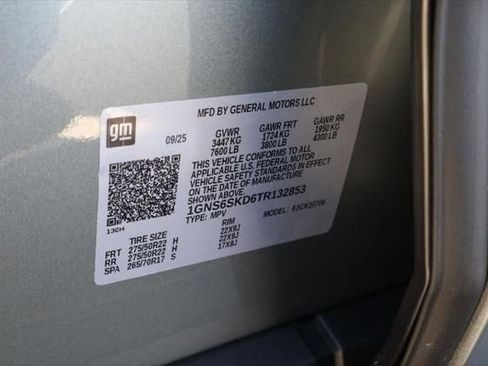 MFD BY GENERAL MOTORS LLC
gm
09/25
GVWR GAWR FRT GAWR RR
3447 KG 1724 KG 1950 KG
7600 LB 3800 LB 4300 LB
THIS VEHICLE CONFORMS TO ALL
APPLICABLE U.S. FEDERAL MOTOR
VEHICLE SAFETY STANDARDS IN EFFECT
ON THE DATE OF MANUFACTURE
SHOWN ABOVE.
1GNS6SKD6TR132853
TYPE: MPV MODEL:
TIRE SIZE RIM
FRT 275/50R22 H 22X9J
RR 275/50R22 H 22X9J
SPA 265/70R17 S 17X8J